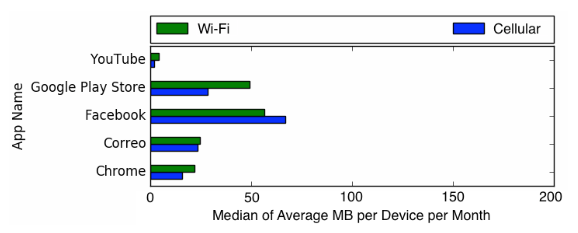 Wi-Fi Cellular
YouTube
Google Play Store
Facebook
Correo
Chrome
App Name
0 50 100 150 200
Median of Average MB per Device per Month